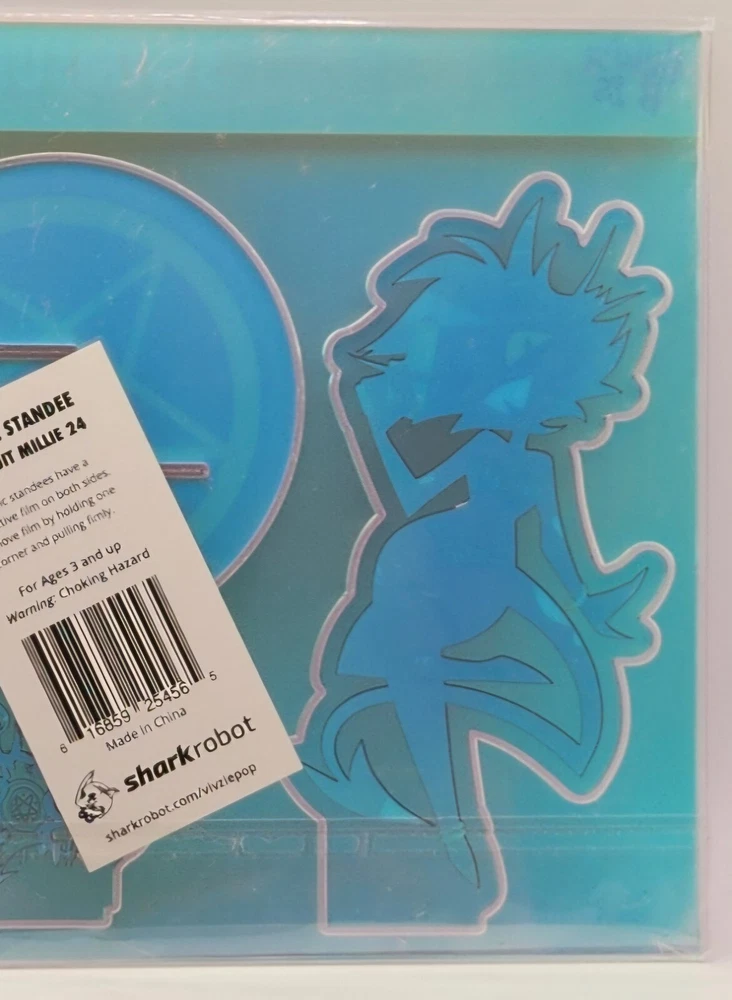 STANDEE
UIT MILLIE 24
ic standees have a
tive film on both sides.
ove film by holding one
corner and pulling firmly.
For Ages 3 and up
Warning: Choking Hazard
6 16859 25456 5
Made in China
sharkrobot
sharkrobot.com/vivziepop